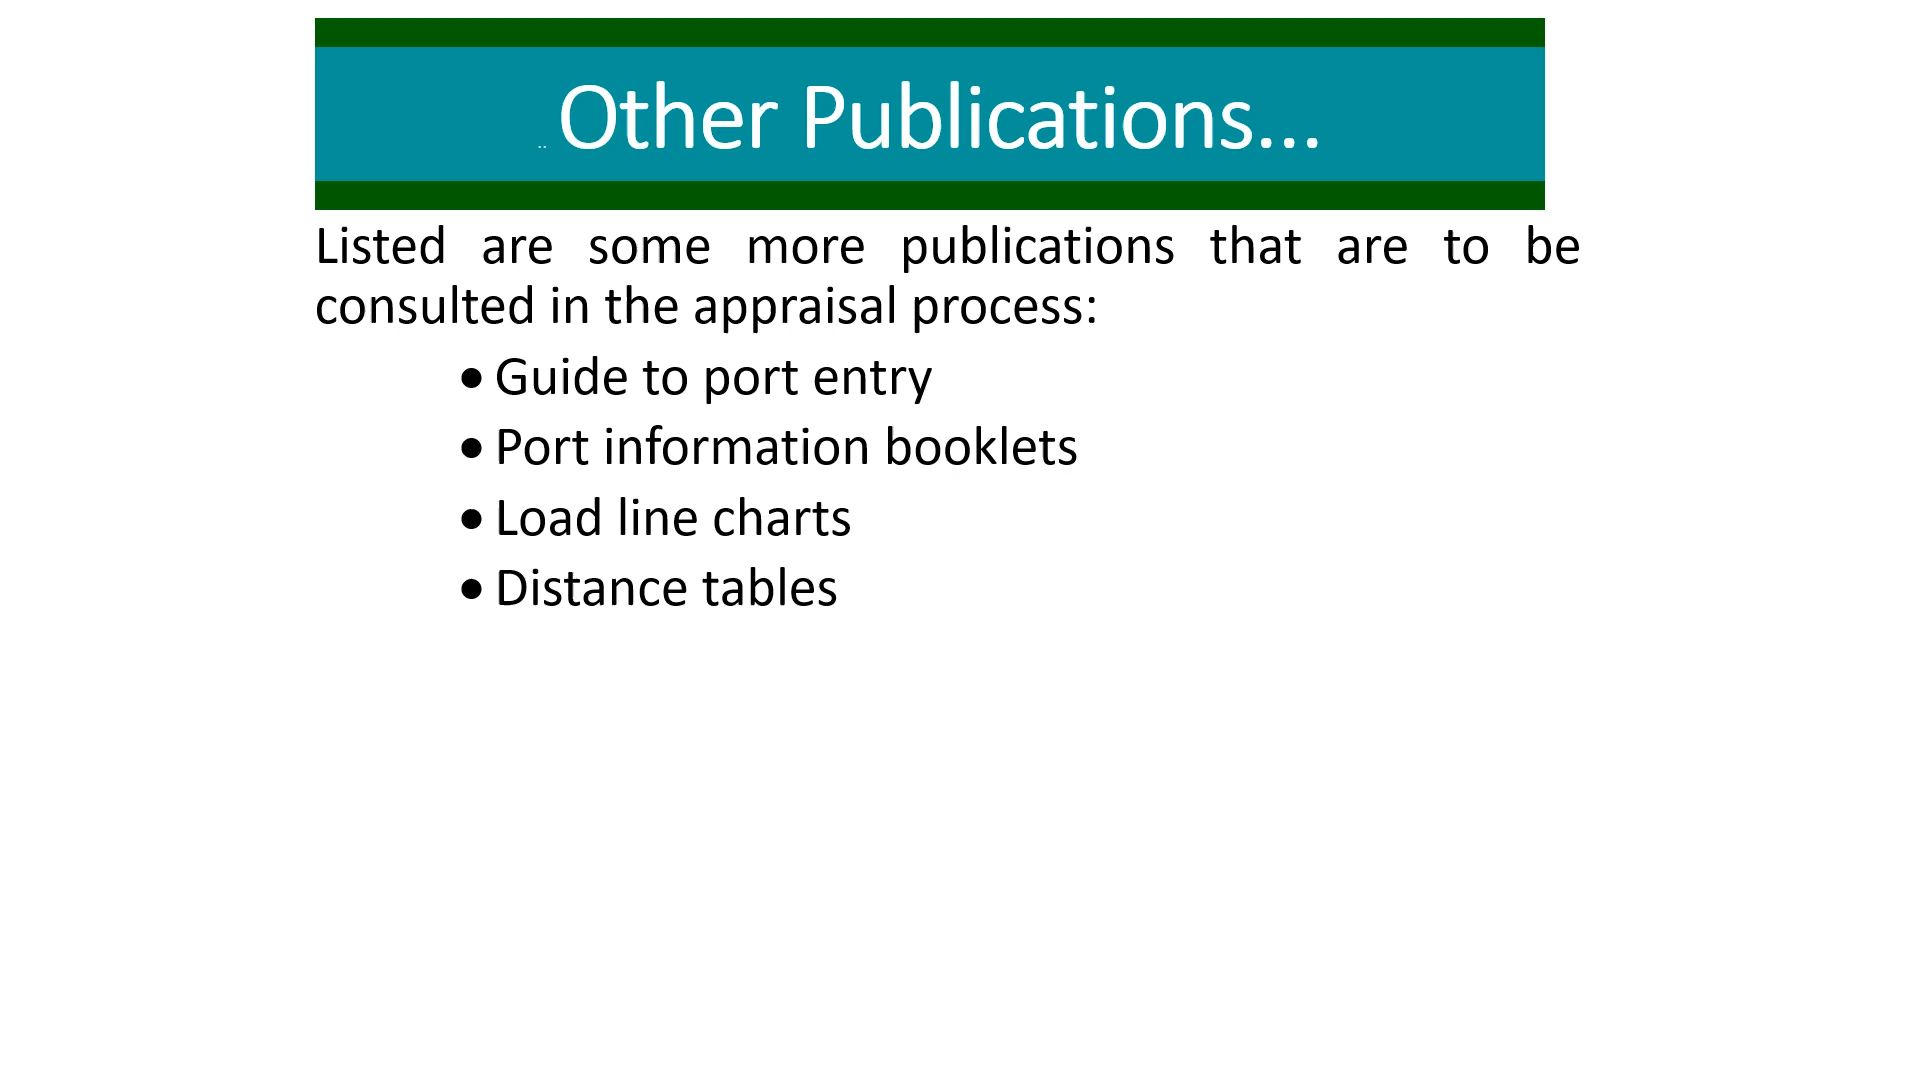 .. Other Publications...
Listed are some more publications that are to be
consulted in the appraisal process:
• Guide to port entry
• Port information booklets
• Load line charts
• Distance tables